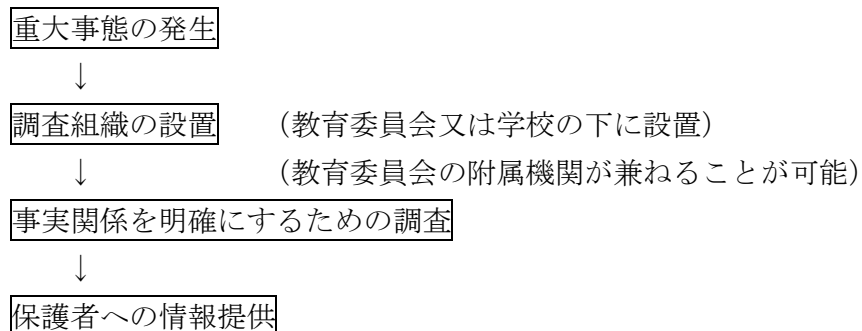 重大事態の発生
↓
調査組織の設置　（教育委員会又は学校の下に設置）
↓　（教育委員会の附属機関が兼ねることが可能）
事実関係を明確にするための調査
↓
保護者への情報提供